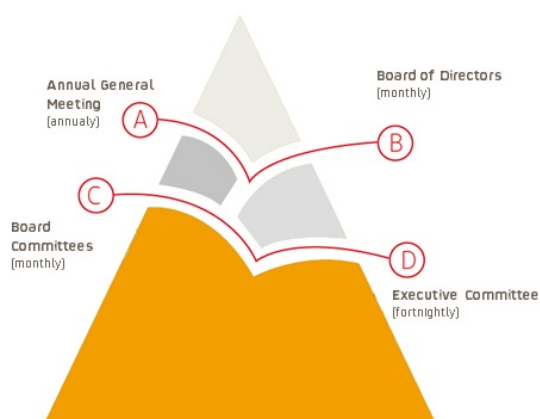 Annual General
Meeting
(annualy)
A
Board of Directors
(monthly)
B
C
Board
Committees
(monthly)
D
Executive Committee
(fortnightly)